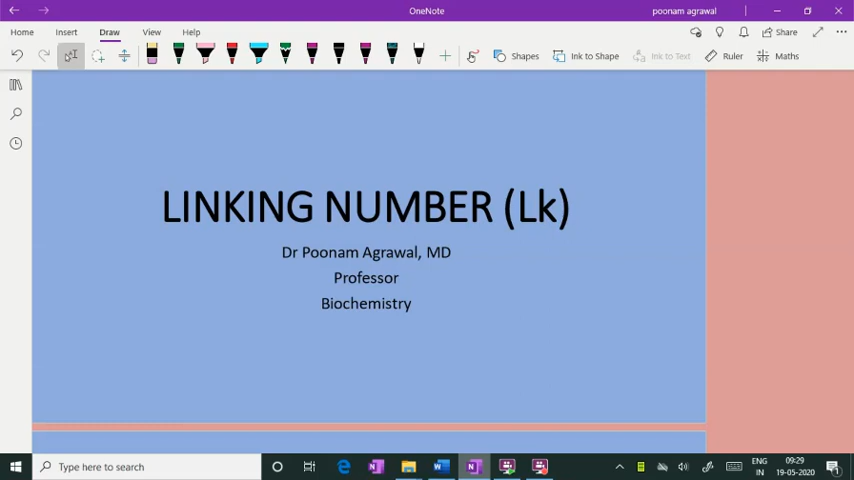 OneNote
poonam agrawal
Home
Insert
Draw
View
Help
Share
Shapes
Ink to Shape
Ink to Text
Ruler
Maths
LINKING NUMBER (Lk)
Dr Poonam Agrawal, MD
Professor
Biochemistry
Type here to search
ENG
IN
09:29
19-05-2020
1